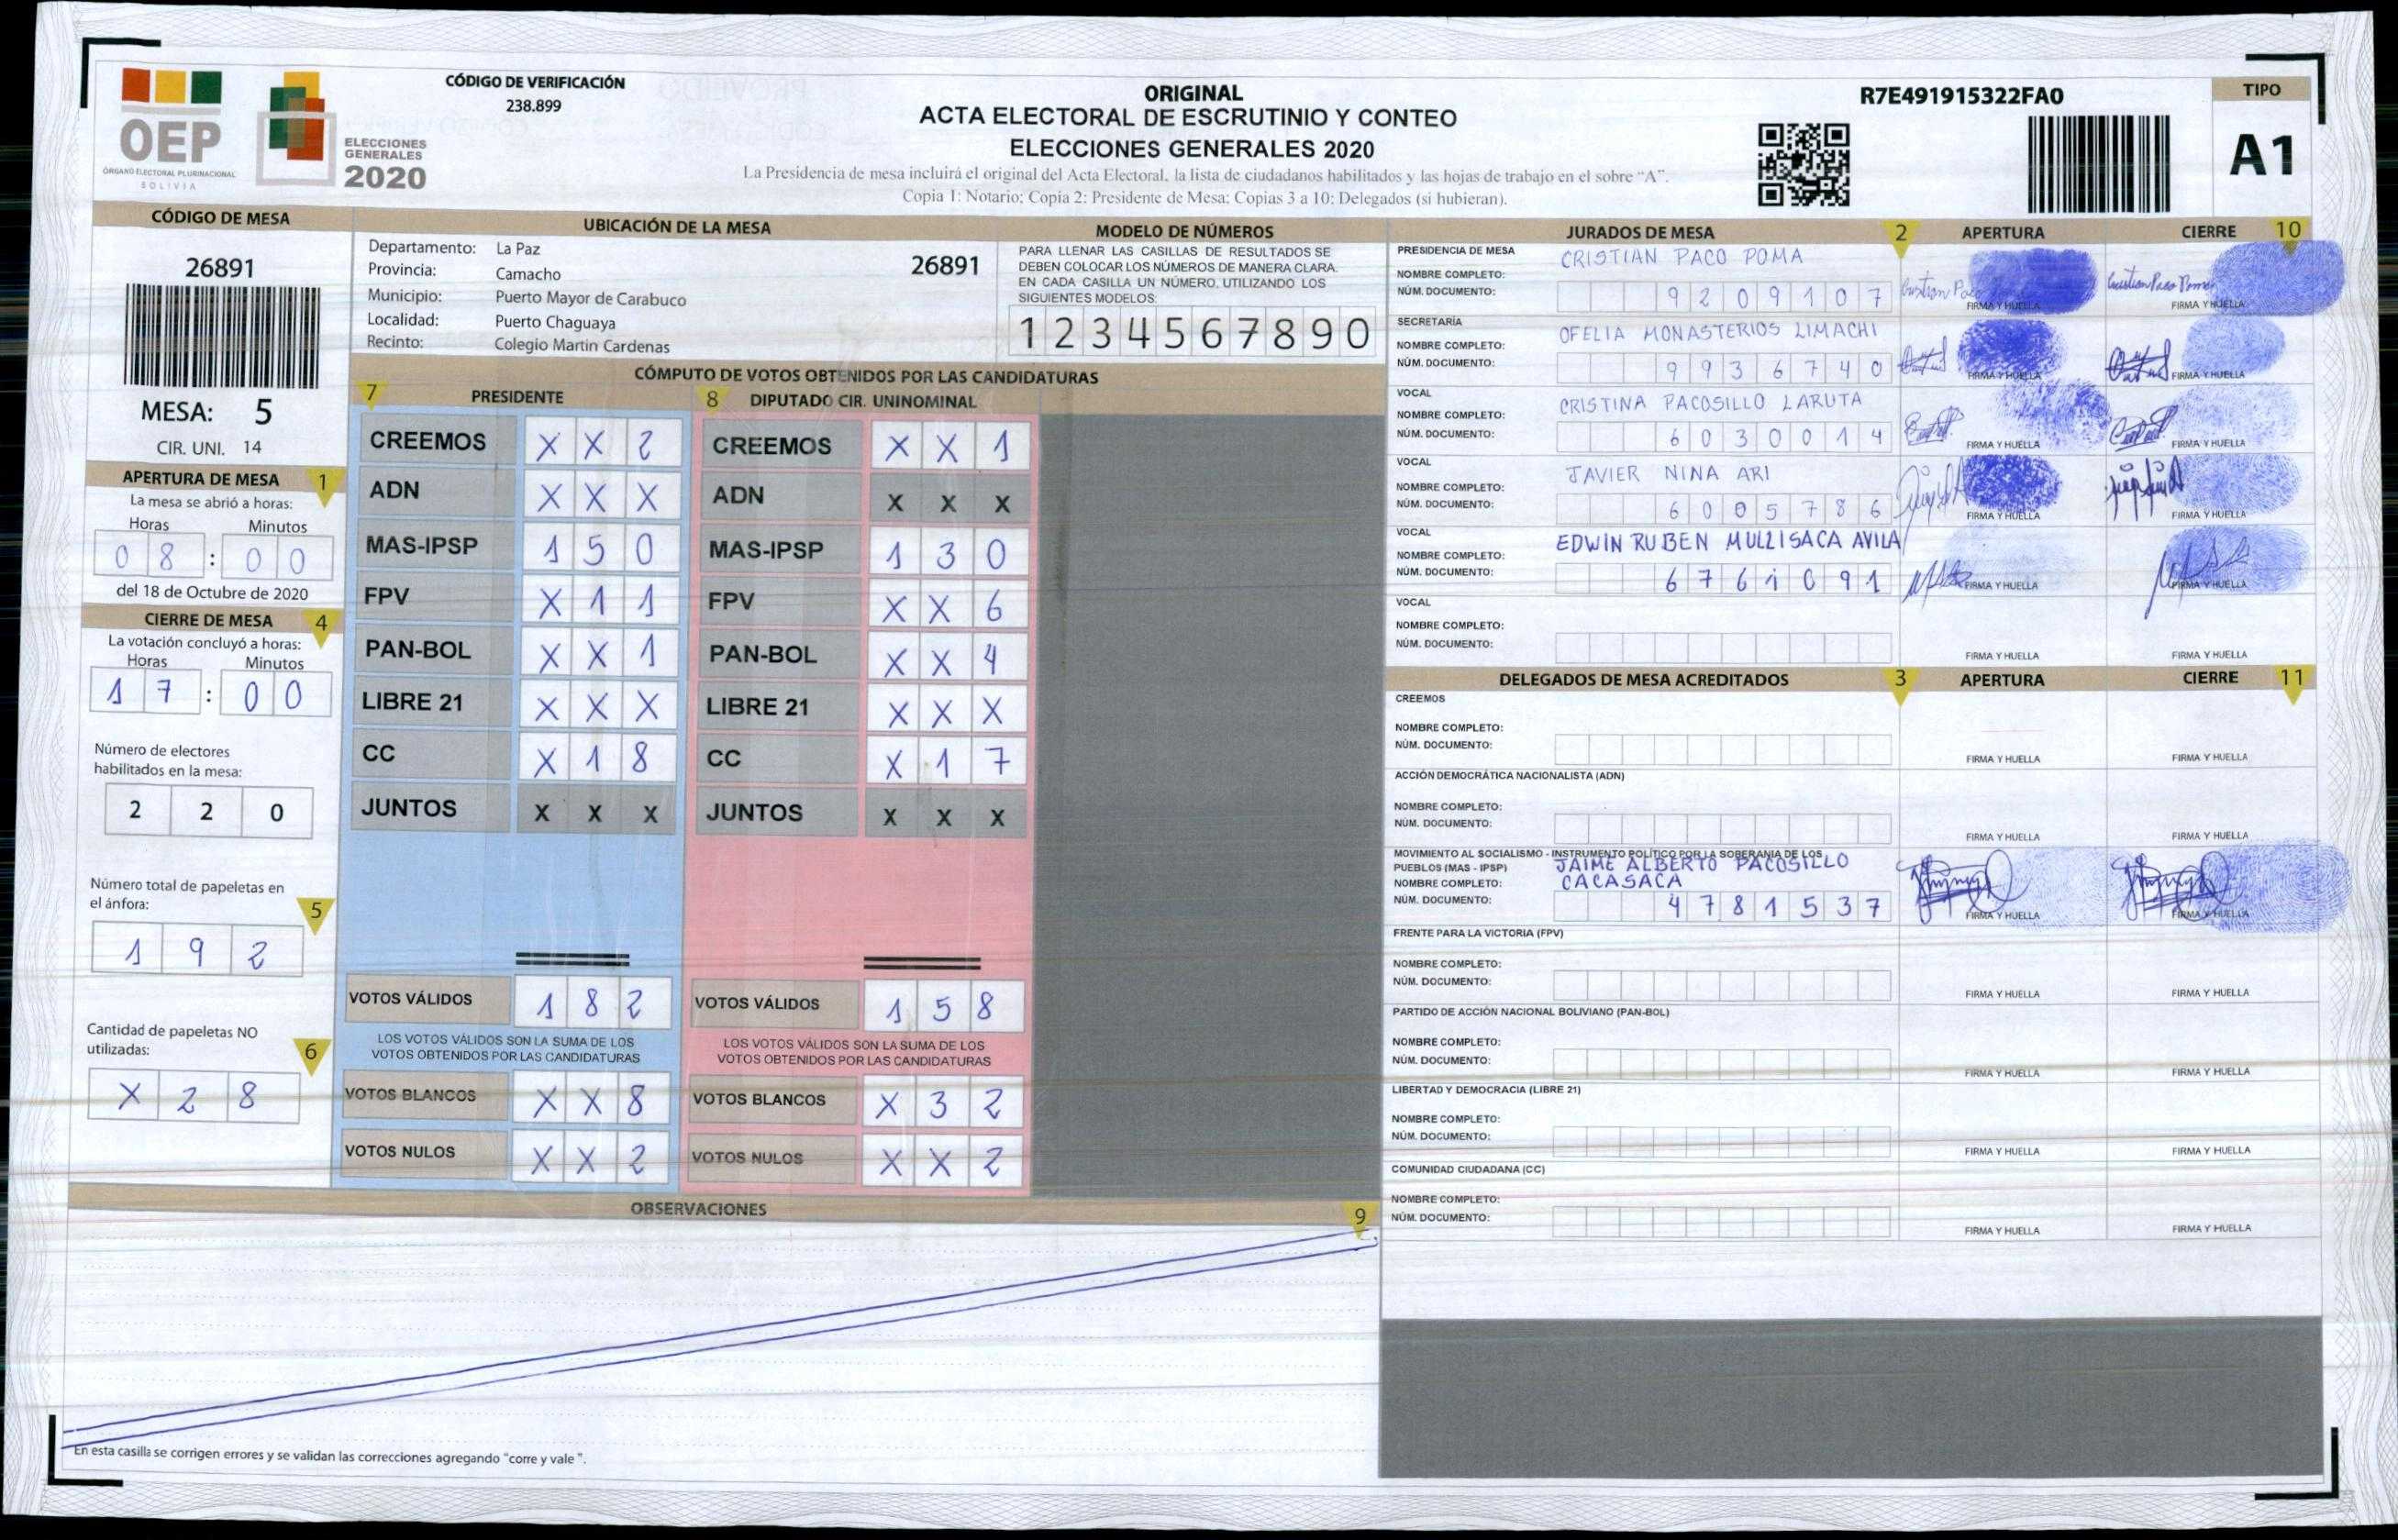 OEP
ÓRGANO ELECTORAL PLURINACIONAL
BOLIVIA
ELECCIONES
GENERALES
2020
CÓDIGO DE VERIFICACIÓN
238.899
ORIGINAL
ACTA ELECTORAL DE ESCRUTINIO Y CONTEO
ELECCIONES GENERALES 2020
La Presidencia de mesa incluirá el original del Acta Electoral, la lista de ciudadanos habilitados y las hojas de trabajo en el sobre "A".
Copia 1: Notario; Copia 2: Presidente de Mesa; Copias 3 a 10: Delegados (si hubieran).
R7E491915322FA0
TIPO
A1
CÓDIGO DE MESA
26891
MESA: 5
CIR. UNI. 14
APERTURA DE MESA 1
La mesa se abrió a horas:
Horas Minutos
0 8 : 0 0
del 18 de Octubre de 2020
CIERRE DE MESA 4
La votación concluyó a horas:
Horas Minutos
1 7 : 0 0
Número de electores
habilitados en la mesa:
2 2 0
Número total de papeletas en
el ánfora: 5
1 9 2
Cantidad de papeletas NO
utilizadas: 6
X 2 8
UBICACIÓN DE LA MESA
Departamento: La Paz
Provincia: Camacho 26891
Municipio: Puerto Mayor de Carabuco
Localidad: Puerto Chaguaya
Recinto: Colegio Martin Cardenas
MODELO DE NÚMEROS
PARA LLENAR LAS CASILLAS DE RESULTADOS SE
DEBEN COLOCAR LOS NÚMEROS DE MANERA CLARA.
EN CADA CASILLA UN NÚMERO, UTILIZANDO LOS
SIGUIENTES MODELOS:
1 2 3 4 5 6 7 8 9 0
CÓMPUTO DE VOTOS OBTENIDOS POR LAS CANDIDATURAS
7 PRESIDENTE
CREEMOS X X 2
ADN X X X
MAS-IPSP 1 5 0
FPV X 1 1
PAN-BOL X X 1
LIBRE 21 X X X
CC X 1 8
JUNTOS X X X
VOTOS VÁLIDOS 1 8 2
LOS VOTOS VÁLIDOS SON LA SUMA DE LOS
VOTOS OBTENIDOS POR LAS CANDIDATURAS
VOTOS BLANCOS X X 8
VOTOS NULOS X X 2
8 DIPUTADO CIR. UNINOMINAL
CREEMOS X X 1
ADN X X X
MAS-IPSP 1 3 0
FPV X X 6
PAN-BOL X X 4
LIBRE 21 X X X
CC X 1 7
JUNTOS X X X
VOTOS VÁLIDOS 1 5 8
LOS VOTOS VÁLIDOS SON LA SUMA DE LOS
VOTOS OBTENIDOS POR LAS CANDIDATURAS
VOTOS BLANCOS X 3 2
VOTOS NULOS X X 2
OBSERVACIONES 9
En esta casilla se corrigen errores y se validan las correcciones agregando "corre y vale".
JURADOS DE MESA 2 APERTURA CIERRE 10
PRESIDENCIA DE MESA
NOMBRE COMPLETO: CRISTIAN PACO POMA
NÚM. DOCUMENTO: 9 2 0 9 1 0 7
FIRMA Y HUELLA FIRMA Y HUELLA
SECRETARÍA
NOMBRE COMPLETO: OFELIA MONASTERIOS LIMACHI
NÚM. DOCUMENTO: 9 9 3 6 7 4 0
FIRMA Y HUELLA FIRMA Y HUELLA
VOCAL
NOMBRE COMPLETO: CRISTINA PACOSILLO LARUTA
NÚM. DOCUMENTO: 6 0 3 0 0 1 4
FIRMA Y HUELLA FIRMA Y HUELLA
VOCAL
NOMBRE COMPLETO: JAVIER NINA ARI
NÚM. DOCUMENTO: 6 0 0 5 7 8 6
FIRMA Y HUELLA FIRMA Y HUELLA
VOCAL
NOMBRE COMPLETO: EDWIN RUBEN MULLISACA AVILA
NÚM. DOCUMENTO: 6 7 6 1 0 9 1
FIRMA Y HUELLA FIRMA Y HUELLA
VOCAL
NOMBRE COMPLETO:
NÚM. DOCUMENTO:
FIRMA Y HUELLA FIRMA Y HUELLA
DELEGADOS DE MESA ACREDITADOS 3 APERTURA CIERRE 11
CREEMOS
NOMBRE COMPLETO:
NÚM. DOCUMENTO:
FIRMA Y HUELLA FIRMA Y HUELLA
ACCIÓN DEMOCRÁTICA NACIONALISTA (ADN)
NOMBRE COMPLETO:
NÚM. DOCUMENTO:
FIRMA Y HUELLA FIRMA Y HUELLA
MOVIMIENTO AL SOCIALISMO - INSTRUMENTO POLÍTICO POR LA SOBERANIA DE LOS
PUEBLOS (MAS - IPSP) JAIME ALBERTO PACOSILLO
NOMBRE COMPLETO: CACASACA
NÚM. DOCUMENTO: 4 7 8 1 5 3 7
FIRMA Y HUELLA FIRMA Y HUELLA
FRENTE PARA LA VICTORIA (FPV)
NOMBRE COMPLETO:
NÚM. DOCUMENTO:
FIRMA Y HUELLA FIRMA Y HUELLA
PARTIDO DE ACCIÓN NACIONAL BOLIVIANO (PAN-BOL)
NOMBRE COMPLETO:
NÚM. DOCUMENTO:
FIRMA Y HUELLA FIRMA Y HUELLA
LIBERTAD Y DEMOCRACIA (LIBRE 21)
NOMBRE COMPLETO:
NÚM. DOCUMENTO:
FIRMA Y HUELLA FIRMA Y HUELLA
COMUNIDAD CIUDADANA (CC)
NOMBRE COMPLETO:
NÚM. DOCUMENTO:
FIRMA Y HUELLA FIRMA Y HUELLA